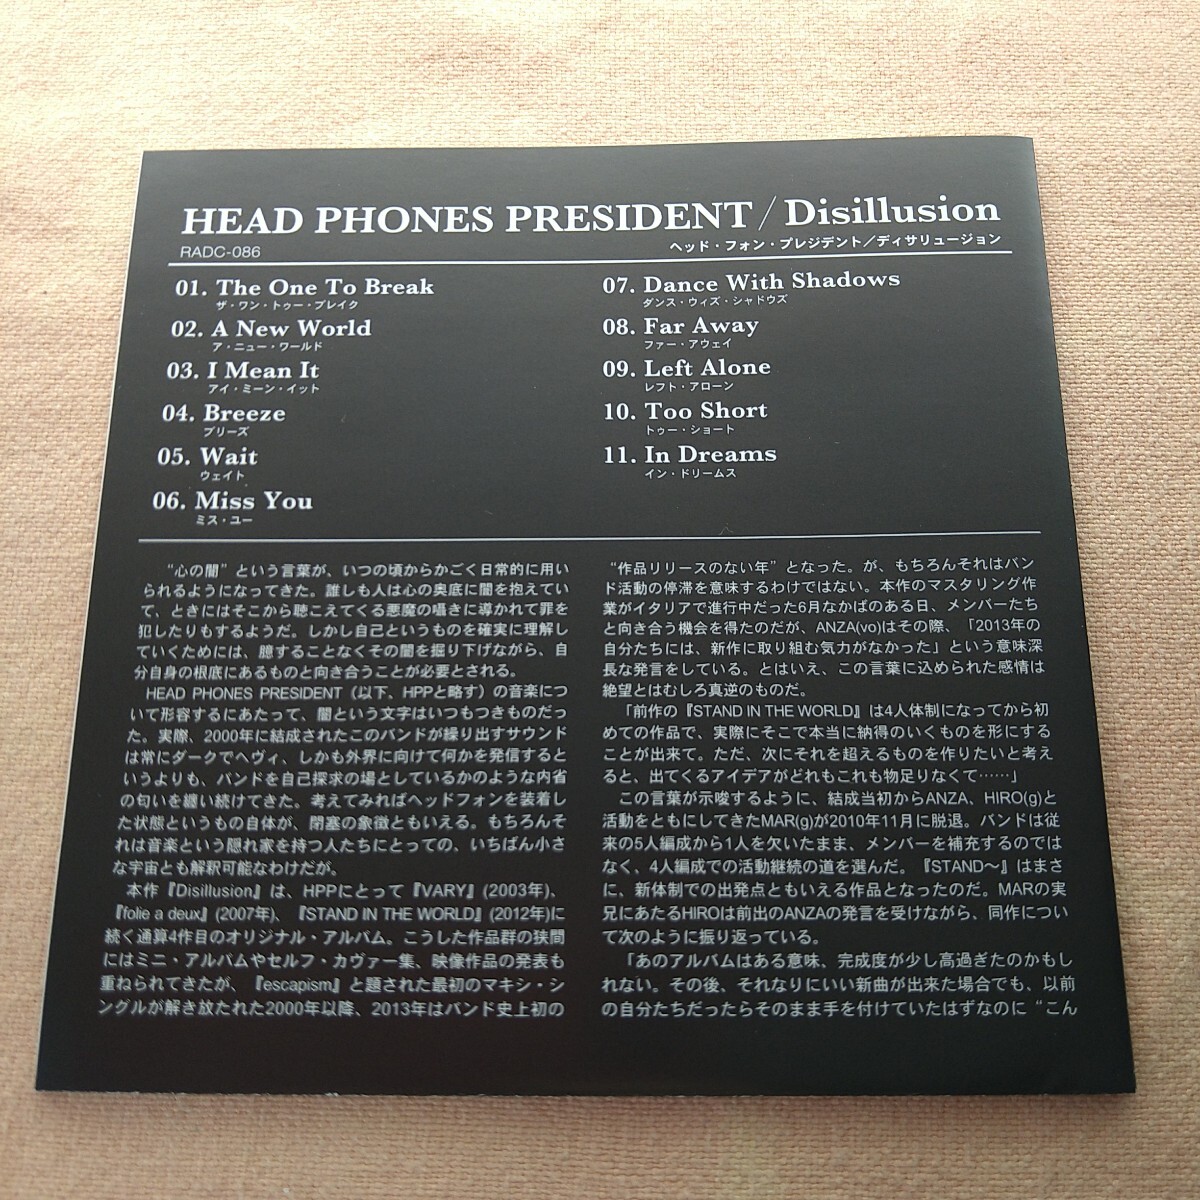 HEAD PHONES PRESIDENT / Disillusion
RADC-086
ヘッド・フォン・プレジデント／ディサリュージョン
01. The One To Break
ザ・ワン・トゥー・ブレイク
02. A New World
ア・ニュー・ワールド
03. I Mean It
アイ・ミーン・イット
04. Breeze
ブリーズ
05. Wait
ウェイト
06. Miss You
ミス・ユー
07. Dance With Shadows
ダンス・ウィズ・シャドウズ
08. Far Away
ファー・アウェイ
09. Left Alone
レフト・アローン
10. Too Short
トゥー・ショート
11. In Dreams
イン・ドリームス
“心の闇”という言葉が、いつの頃からかごく日常的に用い
られるようになってきた。誰しも人は心の奥底に闇を抱えてい
て、ときにはそこから聴こえてくる悪魔の囁きに導かれて罪を
犯したりもするようだ。しかし自己というものを確実に理解し
ていくためには、臆することなくその闇を掘り下げながら、自
分自身の根底にあるものと向き合うことが必要とされる。
HEAD PHONES PRESIDENT（以下、HPPと略す）の音楽につ
いて形容するにあたって、闇という文字はいつもつきものだっ
た。実際、2000年に結成されたこのバンドが繰り出すサウンド
は常にダークでヘヴィ、しかも外界に向けて何かを発信すると
いうよりも、バンドを自己探求の場としているかのような内省
の匂いを纏い続けてきた。考えてみればヘッドフォンを装着し
た状態というもの自体が、閉塞の象徴ともいえる。もちろんそ
れは音楽という隠れ家を持つ人たちにとっての、いちばん小さ
な宇宙とも解釈可能なわけだが。
本作『Disillusion』は、HPPにとって『VARY』(2003年)、
『folie a deux』(2007年)、『STAND IN THE WORLD』(2012年)に
続く通算4作目のオリジナル・アルバム。こうした作品群の狭間
にはミニ・アルバムやセルフ・カヴァー集、映像作品の発表も
重ねられてきたが、『escapism』と題された最初のマキシ・シ
ングルが解き放たれた2000年以降、2013年はバンド史上初の
“作品リリースのない年”となった。が、もちろんそれはバン
ド活動の停滞を意味するわけではない。本作のマスタリング作
業がイタリアで進行中だった6月なかばのある日、メンバーたち
と向き合う機会を得たのだが、ANZA(vo)はその際、「2013年の
自分たちには、新作に取り組む気力がなかった」という意味深
長な発言をしている。とはいえ、この言葉に込められた感情は
絶望とはむしろ真逆のものだ。
「前作の『STAND IN THE WORLD』は4人体制になってから初
めての作品で、実際にそこで本当に納得のいくものを形にする
ことが出来て。ただ、次にそれを超えるものを作りたいと考え
ると、出てくるアイデアがどれもこれも物足りなくて……」
この言葉が示唆するように、結成当初からANZA、HIRO(g)と
活動をともにしてきたMAR(g)が2010年11月に脱退。バンドは従
来の5人編成から1人を欠いたまま、メンバーを補充するのでは
なく、4人編成での活動継続の道を選んだ。『STAND～』はまさ
に、新体制での出発点ともいえる作品となったのだ。MARの実
兄にあたるHIROは前出のANZAの発言を受けながら、同作につい
て次のように振り返っている。
「あのアルバムはある意味、完成度が少し高過ぎたのかもし
れない。その後、それなりにいい新曲が出来た場合でも、以前
の自分たちだったらそのまま手を付けていたはずなのに“こん